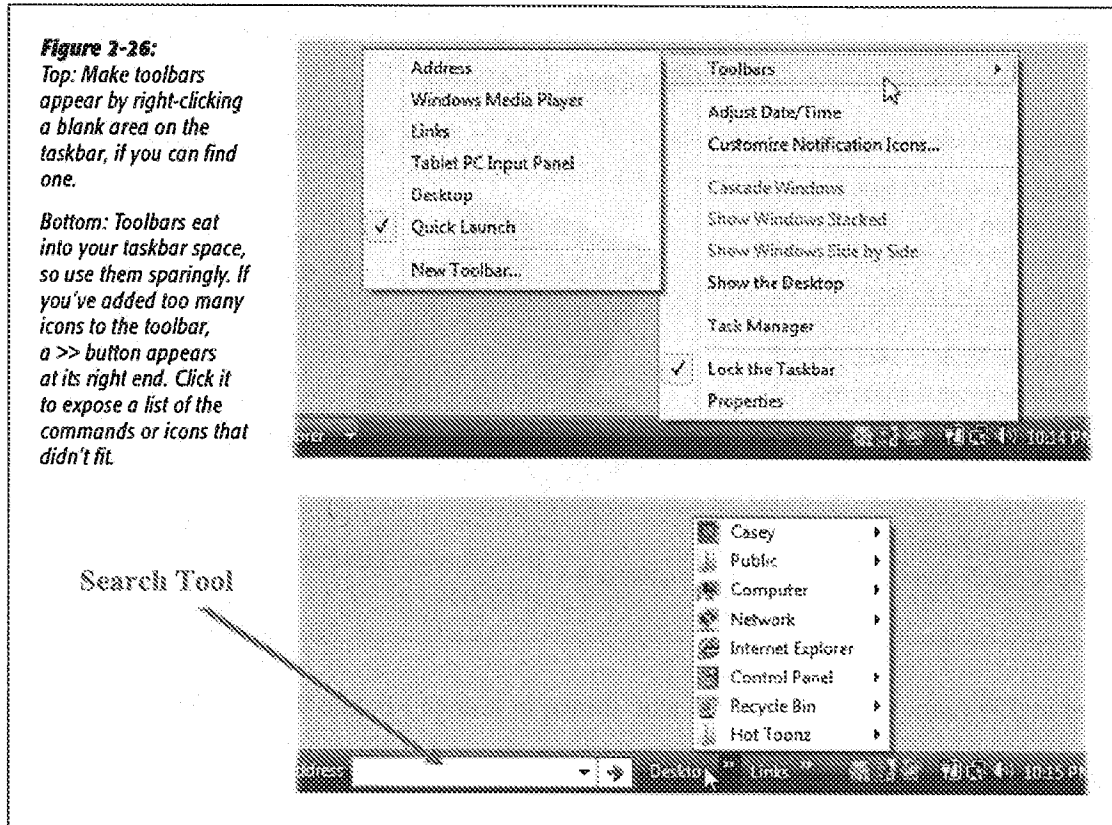 Figure 2-26:
Top: Make toolbars
appear by right-clicking
a blank area on the
taskbar, if you can find
one.
Bottom: Toolbars eat
into your taskbar space,
so use them sparingly. If
you've added too many
icons to the toolbar,
a >> button appears
at its right end. Click it
to expose a list of the
commands or icons that
didn't fit.
Address
Windows Media Player
Links
Tablet PC Input Panel
Desktop
✓ Quick Launch
New Toolbar...
Toolbars
Adjust Date/Time
Customize Notification Icons...
Cascade Windows
Show Windows Stacked
Show Windows Side by Side
Show the Desktop
Task Manager
✓ Lock the Taskbar
Properties
Search Tool
Casey
Public
Computer
Network
Internet Explorer
Control Panel
Recycle Bin
Hot Toonz
Links
10:15 P